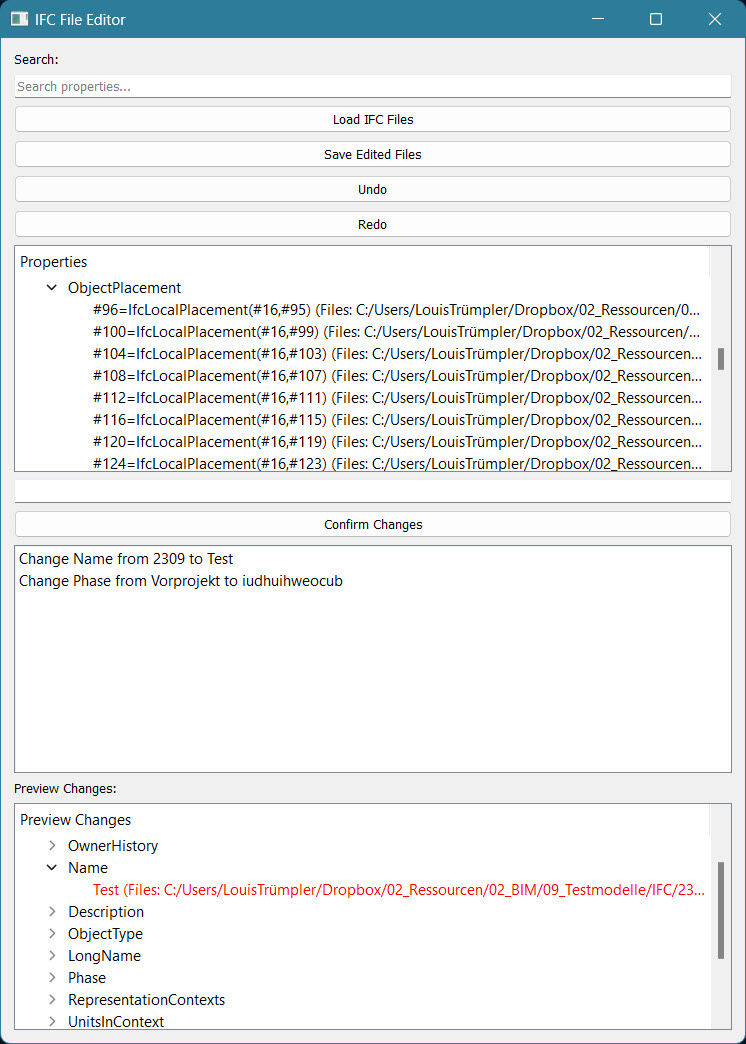 IFC File Editor
Search:
Search properties...
Load IFC Files
Save Edited Files
Undo
Redo
Properties
ObjectPlacement
#96=IfcLocalPlacement(#16,#95) (Files: C:/Users/LouisTrümpler/Dropbox/02_Ressourcen/0...
#100=IfcLocalPlacement(#16,#99) (Files: C:/Users/LouisTrümpler/Dropbox/02_Ressourcen/...
#104=IfcLocalPlacement(#16,#103) (Files: C:/Users/LouisTrümpler/Dropbox/02_Ressourcen...
#108=IfcLocalPlacement(#16,#107) (Files: C:/Users/LouisTrümpler/Dropbox/02_Ressourcen...
#112=IfcLocalPlacement(#16,#111) (Files: C:/Users/LouisTrümpler/Dropbox/02_Ressourcen...
#116=IfcLocalPlacement(#16,#115) (Files: C:/Users/LouisTrümpler/Dropbox/02_Ressourcen...
#120=IfcLocalPlacement(#16,#119) (Files: C:/Users/LouisTrümpler/Dropbox/02_Ressourcen...
#124=IfcLocalPlacement(#16,#123) (Files: C:/Users/LouisTrümpler/Dropbox/02_Ressourcen...
Confirm Changes
Change Name from 2309 to Test
Change Phase from Vorprojekt to iudhuihweocub
Preview Changes:
Preview Changes
OwnerHistory
Name
Test (Files: C:/Users/LouisTrümpler/Dropbox/02_Ressourcen/02_BIM/09_Testmodelle/IFC/23...
Description
ObjectType
LongName
Phase
RepresentationContexts
UnitsInContext